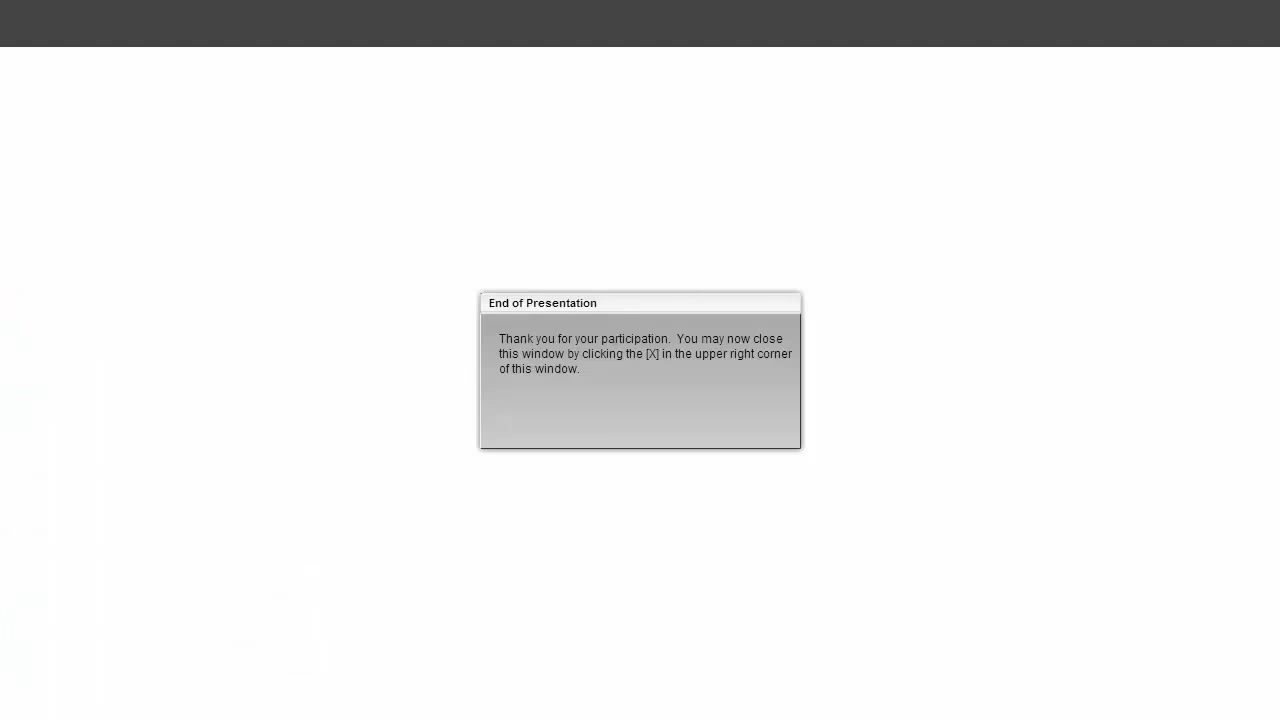 End of Presentation
Thank you for your participation.  You may now close
this window by clicking the [X] in the upper right corner
of this window.